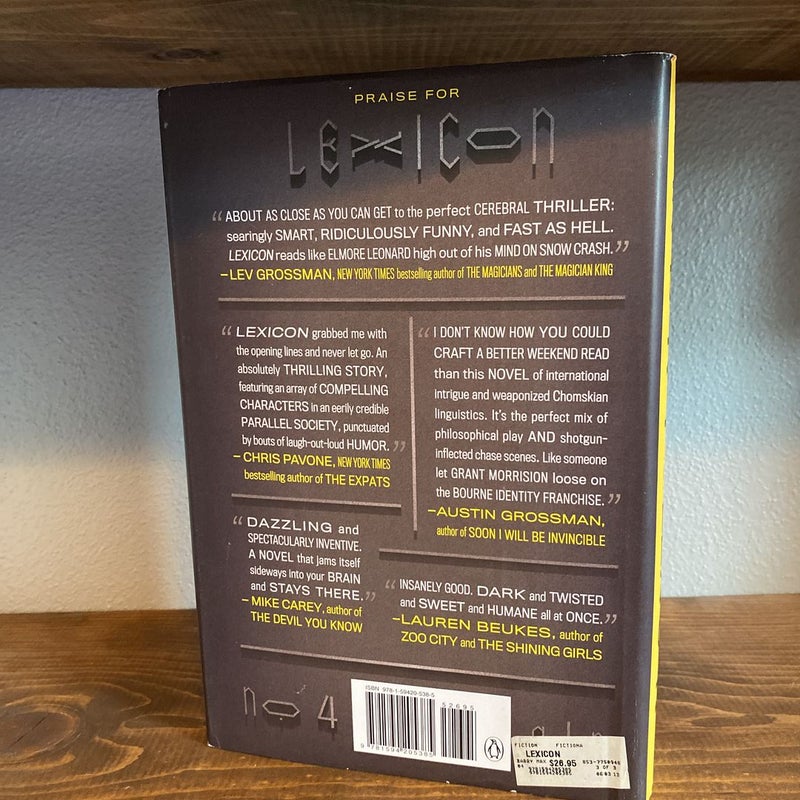 PRAISE FOR
LEXICON
“ABOUT AS CLOSE AS YOU CAN GET to the perfect CEREBRAL THRILLER:
searingly SMART, RIDICULOUSLY FUNNY, and FAST AS HELL.
LEXICON reads like ELMORE LEONARD high out of his MIND ON SNOW CRASH.”
–LEV GROSSMAN, NEW YORK TIMES bestselling author of THE MAGICIANS and THE MAGICIAN KING
“LEXICON grabbed me with
the opening lines and never let go. An
absolutely THRILLING STORY,
featuring an array of COMPELLING
CHARACTERS in an eerily credible
PARALLEL SOCIETY, punctuated
by bouts of laugh-out-loud HUMOR.”
–CHRIS PAVONE, NEW YORK TIMES
bestselling author of THE EXPATS
“I DON'T KNOW HOW YOU COULD
CRAFT A BETTER WEEKEND READ
than this NOVEL of international
intrigue and weaponized Chomskian
linguistics. It's the perfect mix of
philosophical play AND shotgun-
inflected chase scenes. Like someone
let GRANT MORRISON loose on
the BOURNE IDENTITY FRANCHISE.”
–AUSTIN GROSSMAN,
author of SOON I WILL BE INVINCIBLE
“DAZZLING and
SPECTACULARLY INVENTIVE.
A NOVEL that jams itself
sideways into your BRAIN
and STAYS THERE.”
–MIKE CAREY, author of
THE DEVIL YOU KNOW
“INSANELY GOOD. DARK and TWISTED
and SWEET and HUMANE all at ONCE.”
–LAUREN BEUKES, author of
ZOO CITY and THE SHINING GIRLS
no 4
ISBN 978-1-59420-538-5
52695
9 781594 205385
FICTION FICTIONA
LEXICON
BARRY MAX $26.95
3 OF 3